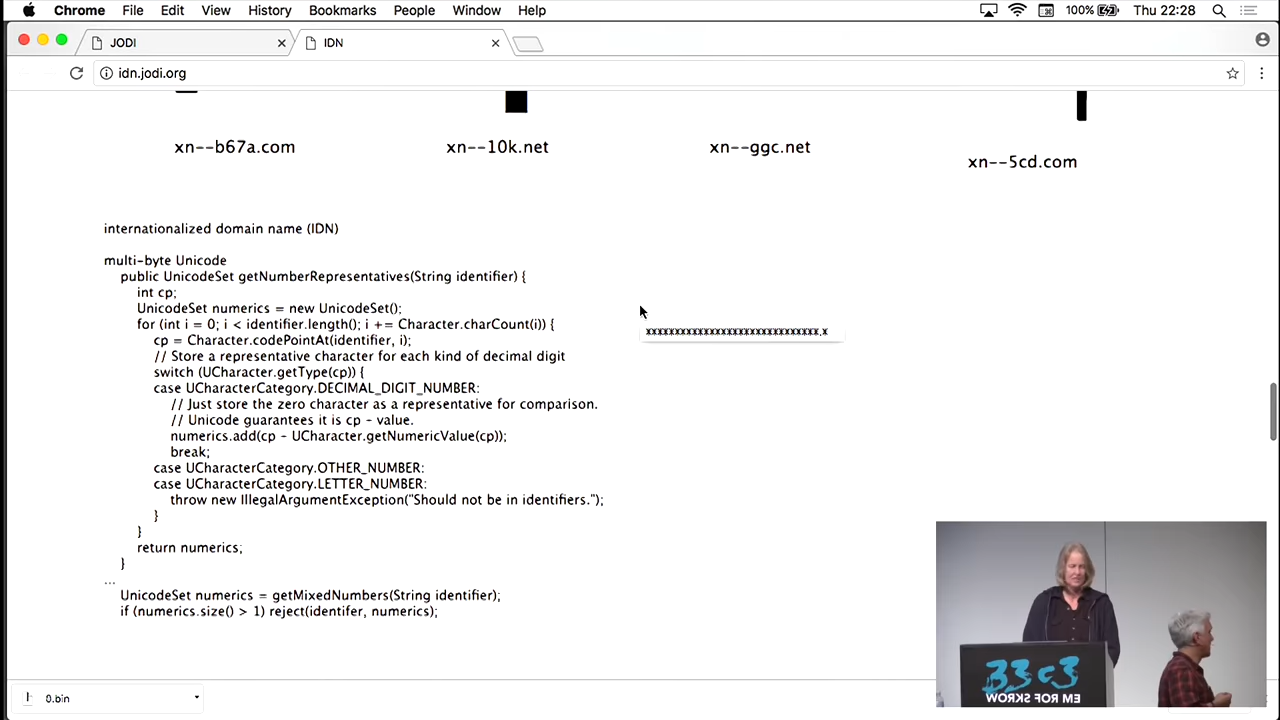 Chrome File Edit View History Bookmarks People Window Help 100% Thu 22:28
JODI IDN
idn.jodi.org
xn--b67a.com xn--10k.net xn--ggc.net xn--5cd.com
internationalized domain name (IDN)
multi-byte Unicode
public UnicodeSet getNumberRepresentatives(String identifier) {
int cp;
UnicodeSet numerics = new UnicodeSet();
for (int i = 0; i < identifier.length(); i += Character.charCount(i)) {
cp = Character.codePointAt(identifier, i);
// Store a representative character for each kind of decimal digit
switch (UCharacter.getType(cp)) {
case UCharacterCategory.DECIMAL_DIGIT_NUMBER:
// Just store the zero character as a representative for comparison.
// Unicode guarantees it is cp - value.
numerics.add(cp - UCharacter.getNumericValue(cp));
break;
case UCharacterCategory.OTHER_NUMBER:
case UCharacterCategory.LETTER_NUMBER:
throw new IllegalArgumentException("Should not be in identifiers.");
}
}
return numerics;
}
...
UnicodeSet numerics = getMixedNumbers(String identifier);
if (numerics.size() > 1) reject(identifer, numerics);
33c3
WORKS FOR ME
0.bin